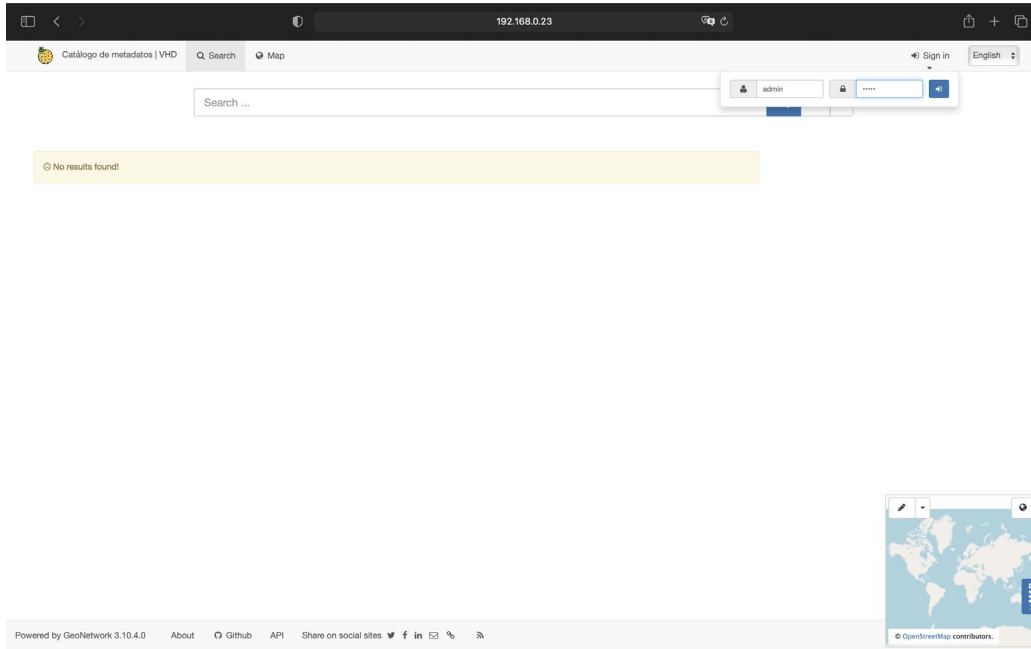 192.168.0.23
Catálogo de metadatos | VHD Search Map Sign in English
admin •••••
Search ...
No results found!
© OpenStreetMap contributors.
Powered by GeoNetwork 3.10.4.0 About Github API Share on social sites